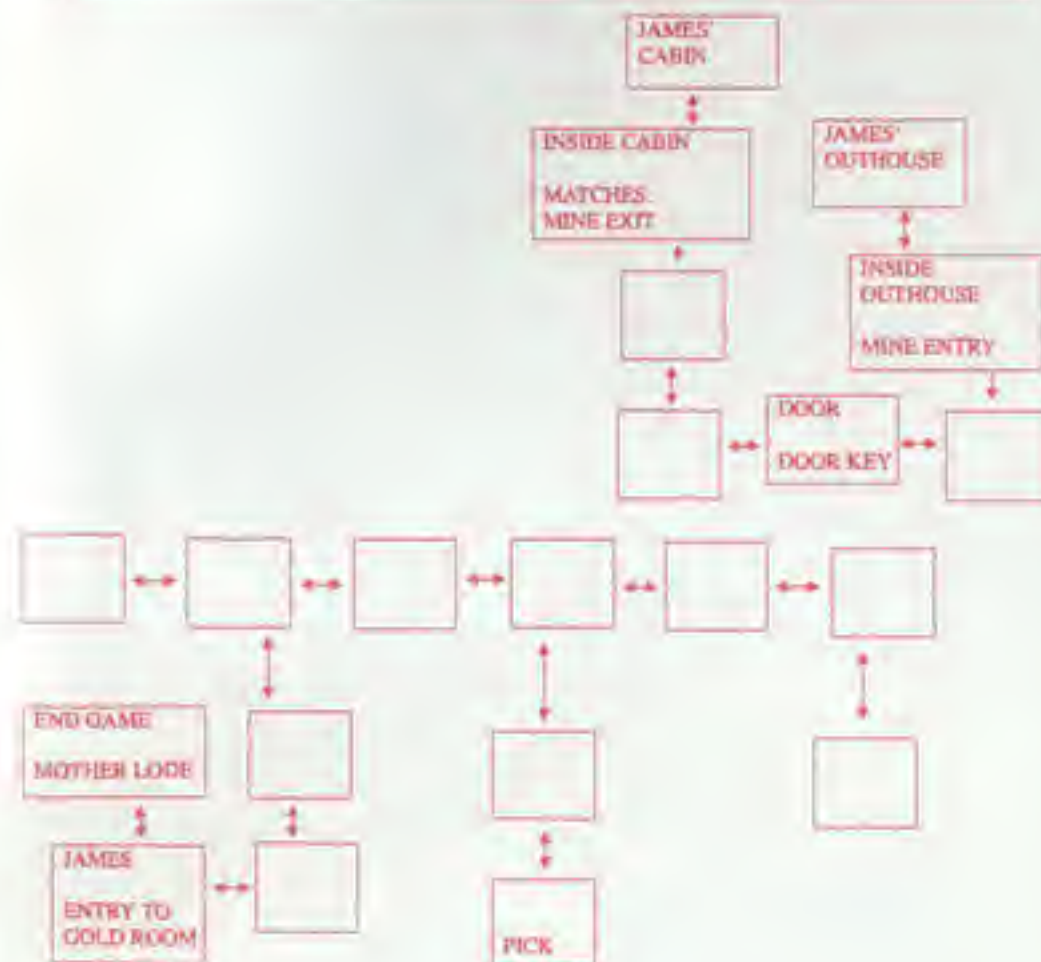 JAMES'
CABIN
INSIDE CABIN
MATCHES
MINE EXIT
JAMES'
OUTHOUSE
INSIDE
OUTHOUSE
MINE ENTRY
DOOR
DOOR KEY
END GAME
MOTHER LODE
JAMES
ENTRY TO
GOLD ROOM
PICK